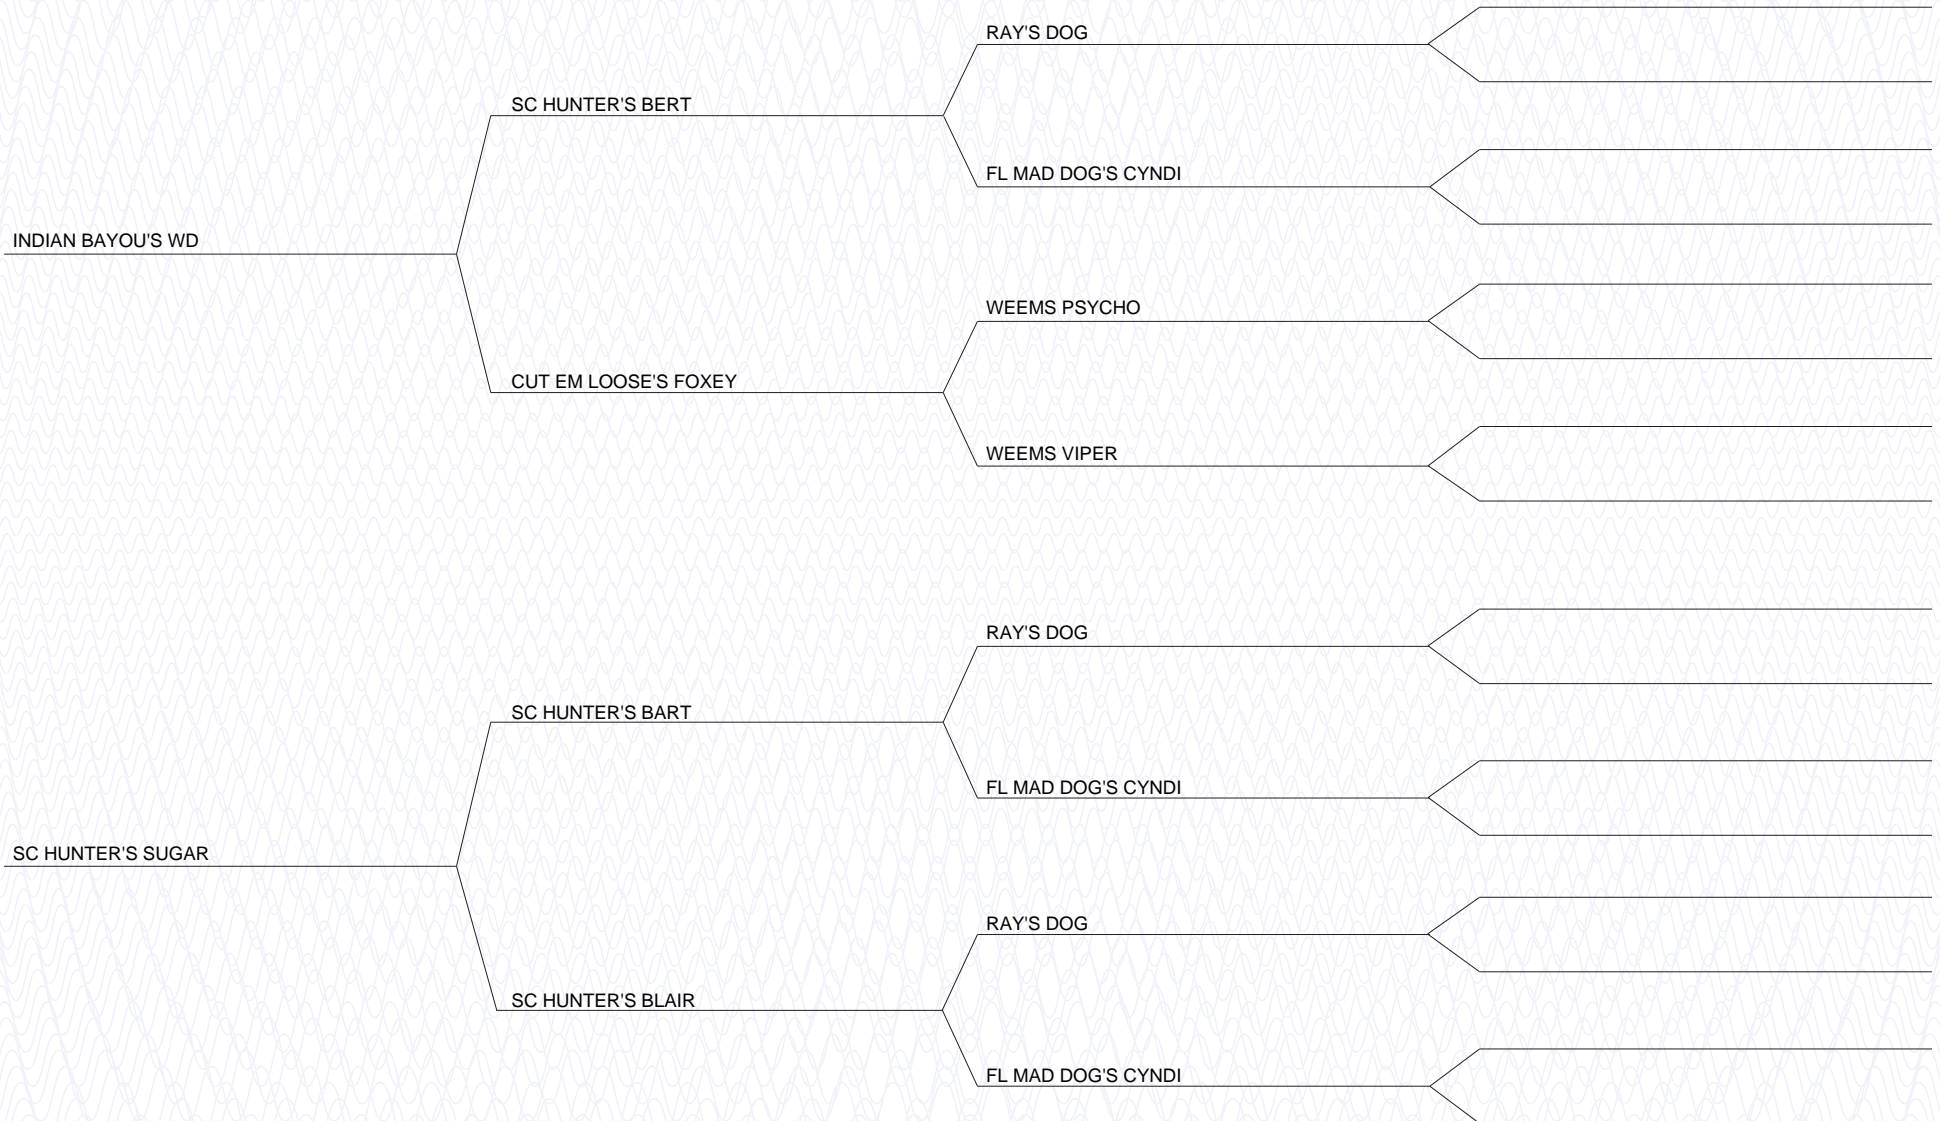 RAY'S DOG
SC HUNTER'S BERT
FL MAD DOG'S CYNDI
INDIAN BAYOU'S WD
WEEMS PSYCHO
CUT EM LOOSE'S FOXEY
WEEMS VIPER
RAY'S DOG
SC HUNTER'S BART
FL MAD DOG'S CYNDI
SC HUNTER'S SUGAR
RAY'S DOG
SC HUNTER'S BLAIR
FL MAD DOG'S CYNDI